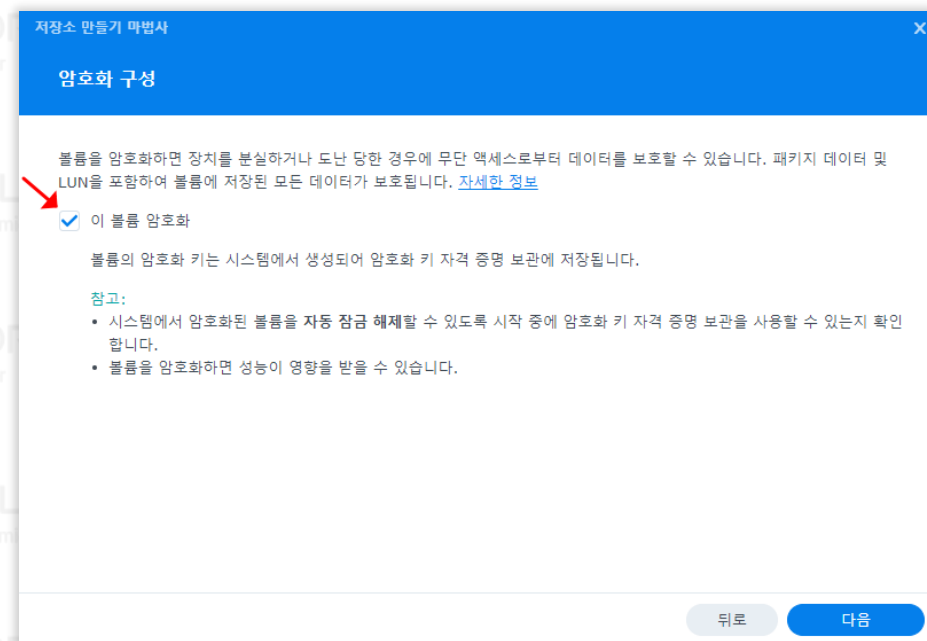 저장소 만들기 마법사
X
암호화 구성
볼륨을 암호화하면 장치를 분실하거나 도난 당한 경우에 무단 액세스로부터 데이터를 보호할 수 있습니다. 패키지 데이터 및
LUN을 포함하여 볼륨에 저장된 모든 데이터가 보호됩니다. 자세한 정보
이 볼륨 암호화
볼륨의 암호화 키는 시스템에서 생성되어 암호화 키 자격 증명 보관에 저장됩니다.
참고:
• 시스템에서 암호화된 볼륨을 자동 잠금 해제할 수 있도록 시작 중에 암호화 키 자격 증명 보관을 사용할 수 있는지 확인
합니다.
• 볼륨을 암호화하면 성능이 영향을 받을 수 있습니다.
뒤로
다음